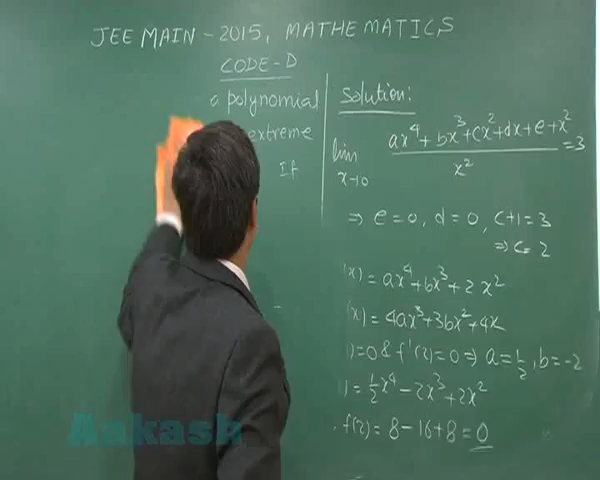 JEE MAIN - 2015, MATHEMATICS
CODE-D
a polynomial
extreme
If
Solution:
lim x→0 (ax⁴+bx³+cx²+dx+e+x²)/x² = 3
⇒ e=0, d=0, c+1=3
⇒ c=2
(x) = ax⁴+bx³+2x²
(x) = 4ax³+3bx²+4x
1)=0 & f'(2)=0 ⇒ a=1/2, b=-2
)=1/2x⁴-2x³+2x²
. f(2)=8-16+8=0
Aakash